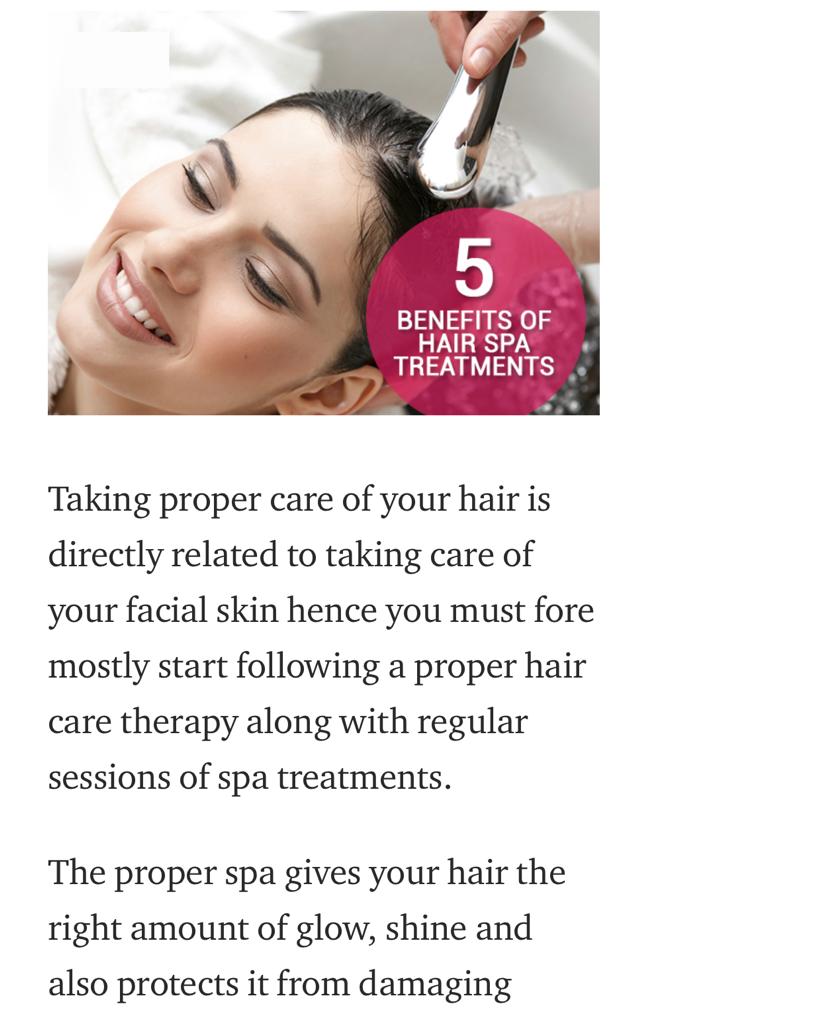 5
BENEFITS OF
HAIR SPA
TREATMENTS
Taking proper care of your hair is
directly related to taking care of
your facial skin hence you must fore
mostly start following a proper hair
care therapy along with regular
sessions of spa treatments.
The proper spa gives your hair the
right amount of glow, shine and
also protects it from damaging